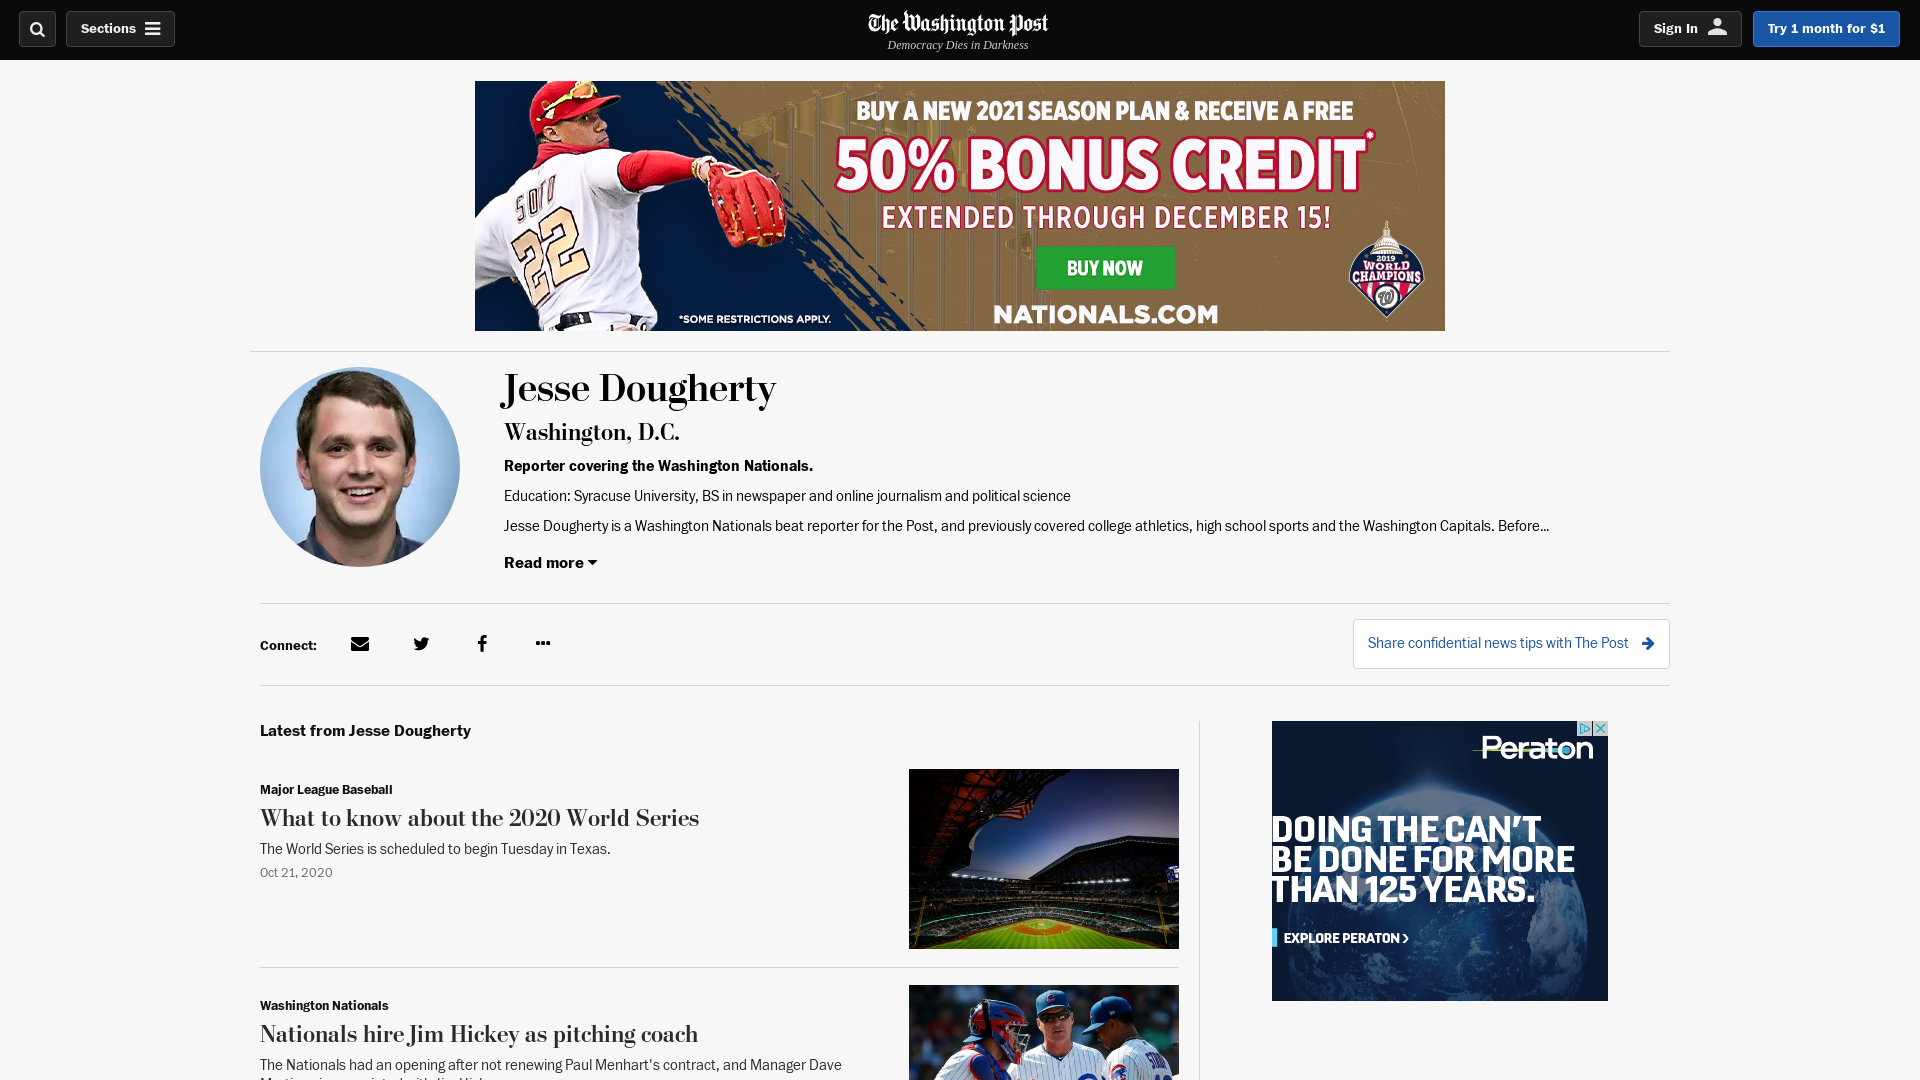 Sections
The Washington Post
Democracy Dies in Darkness
Sign In
Try 1 month for $1
BUY A NEW 2021 SEASON PLAN & RECEIVE A FREE
50% BONUS CREDIT*
EXTENDED THROUGH DECEMBER 15!
BUY NOW
NATIONALS.COM
*SOME RESTRICTIONS APPLY.
SOTO
22
2019
WORLD
CHAMPIONS
W
Jesse Dougherty
Washington, D.C.
Reporter covering the Washington Nationals.
Education: Syracuse University, BS in newspaper and online journalism and political science
Jesse Dougherty is a Washington Nationals beat reporter for the Post, and previously covered college athletics, high school sports and the Washington Capitals. Before...
Read more
Connect:
Share confidential news tips with The Post
Latest from Jesse Dougherty
Major League Baseball
What to know about the 2020 World Series
The World Series is scheduled to begin Tuesday in Texas.
Oct 21, 2020
Washington Nationals
Nationals hire Jim Hickey as pitching coach
The Nationals had an opening after not renewing Paul Menhart's contract, and Manager Dave
Peraton
DOING THE CAN'T
BE DONE FOR MORE
THAN 125 YEARS.
EXPLORE PERATON >